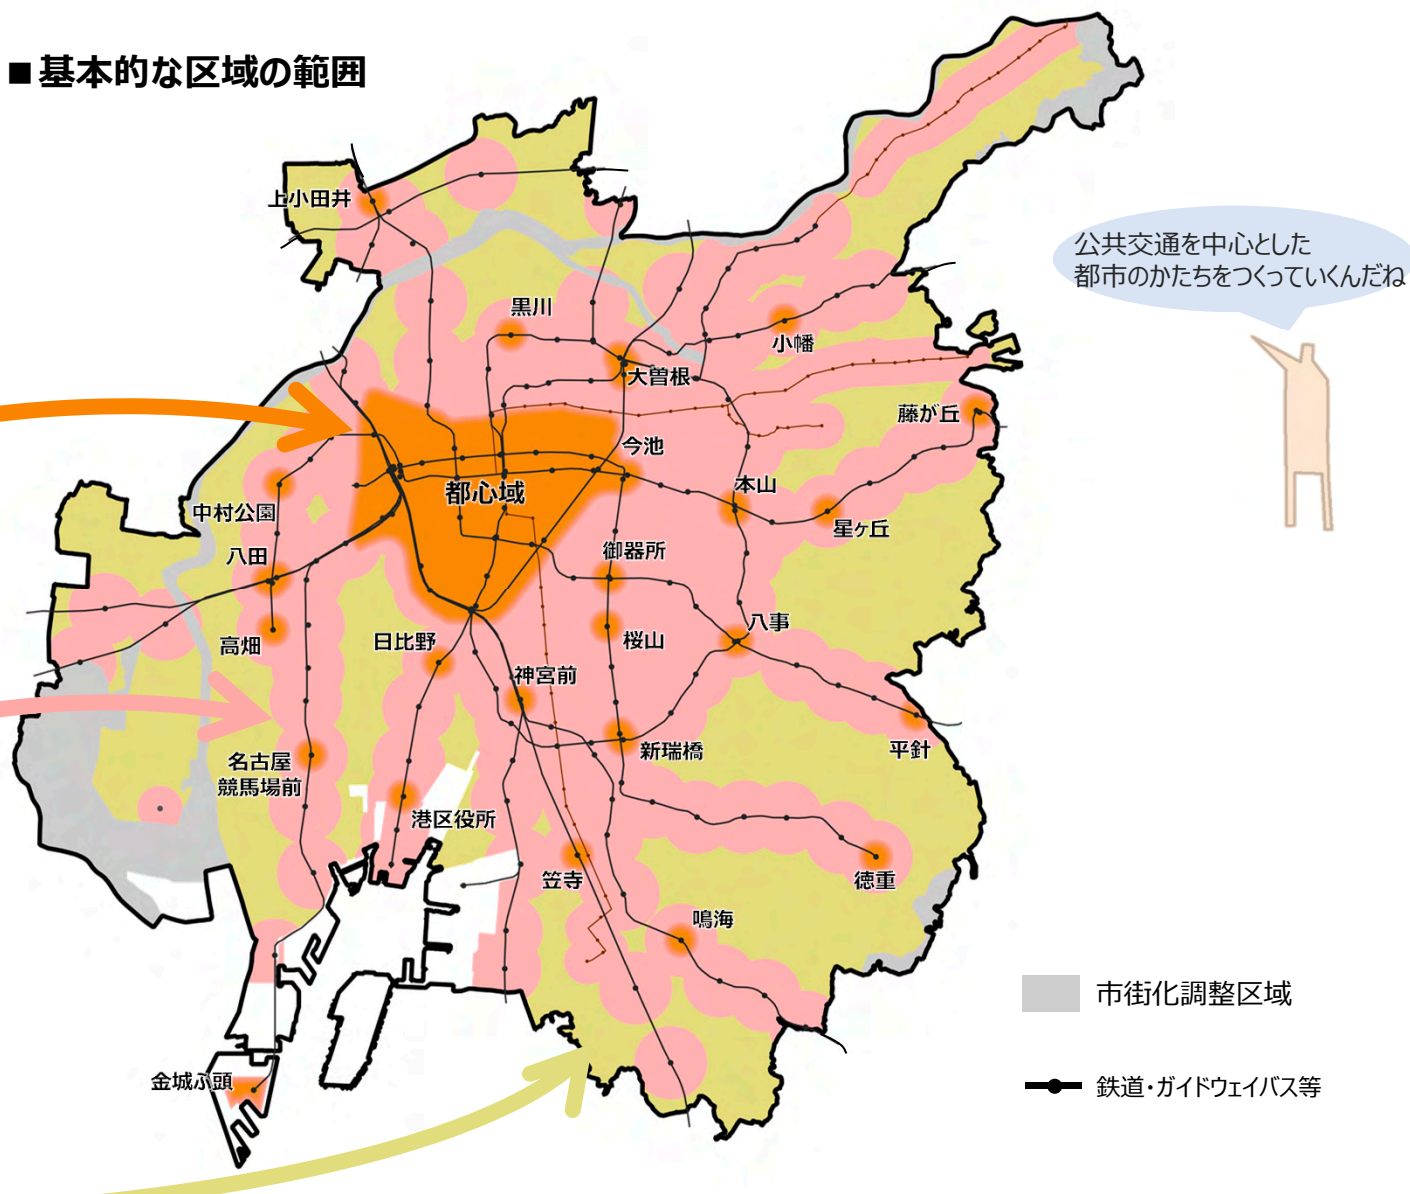 ■基本的な区域の範囲
上小田井
公共交通を中心とした
都市のかたちをつくっていくんだね
黒川
小幡
大曽根
藤が丘
今池
本山
都心域
中村公園
星ヶ丘
八田
御器所
高畑
日比野
桜山
八事
神宮前
名古屋
競馬場前
新瑞橋
平針
港区役所
笠寺
徳重
鳴海
市街化調整区域
金城ふ頭
鉄道・ガイドウェイバス等